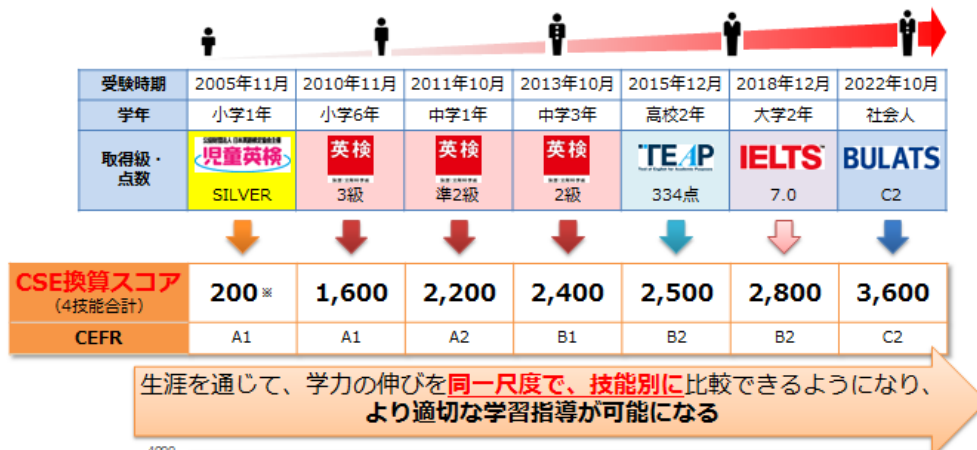 受験時期 2005年11月 2010年11月 2011年10月 2013年10月 2015年12月 2018年12月 2022年10月
学年 小学1年 小学6年 中学1年 中学3年 高校2年 大学2年 社会人
取得級・
点数
児童英検 英検 英検 英検 TEAP IELTS BULATS
Test of English for Academic Purposes
SILVER 3級 準2級 2級 334点 7.0 C2
CSE換算スコア
(4技能合計)
200※ 1,600 2,200 2,400 2,500 2,800 3,600
CEFR A1 A1 A2 B1 B2 B2 C2
生涯を通じて、学力の伸びを同一尺度で、技能別に比較できるようになり、
より適切な学習指導が可能になる